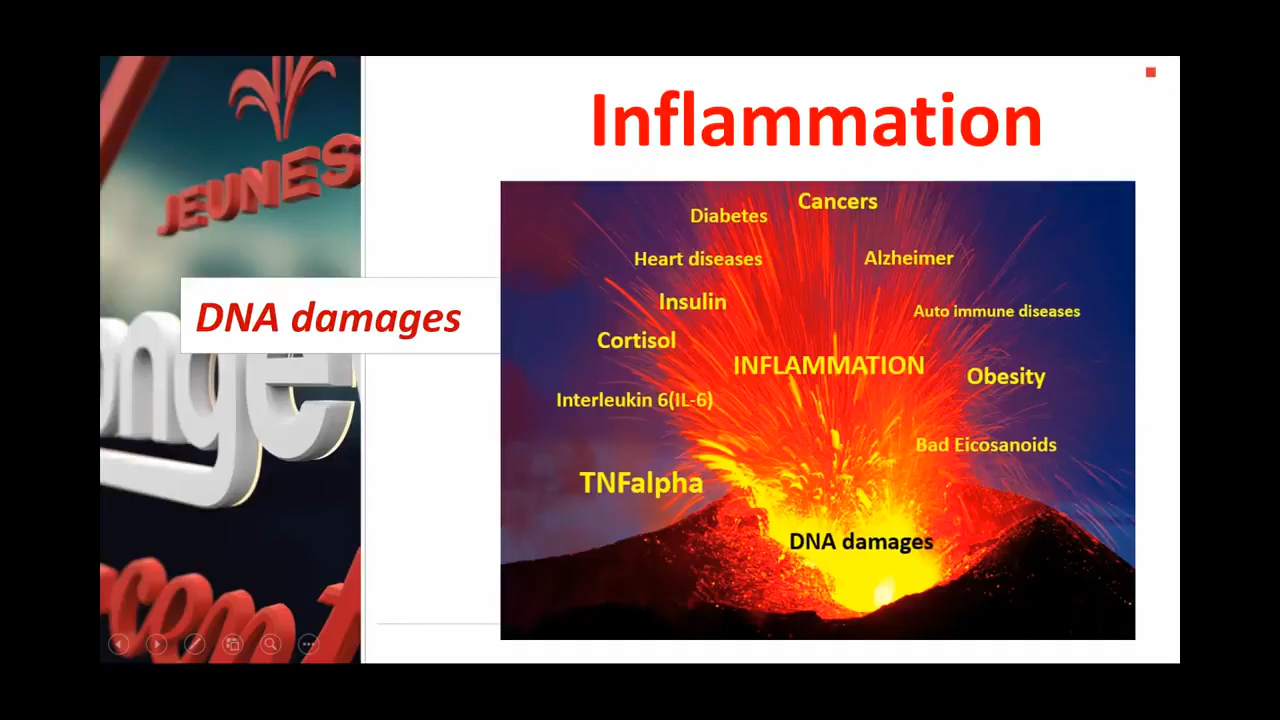 Inflammation
JEUNES
DNA damages
onge
Cancers
Diabetes
Heart diseases
Alzheimer
Insulin
Auto immune diseases
Cortisol
INFLAMMATION
Obesity
Interleukin 6(IL-6)
Bad Eicosanoids
TNFalpha
DNA damages